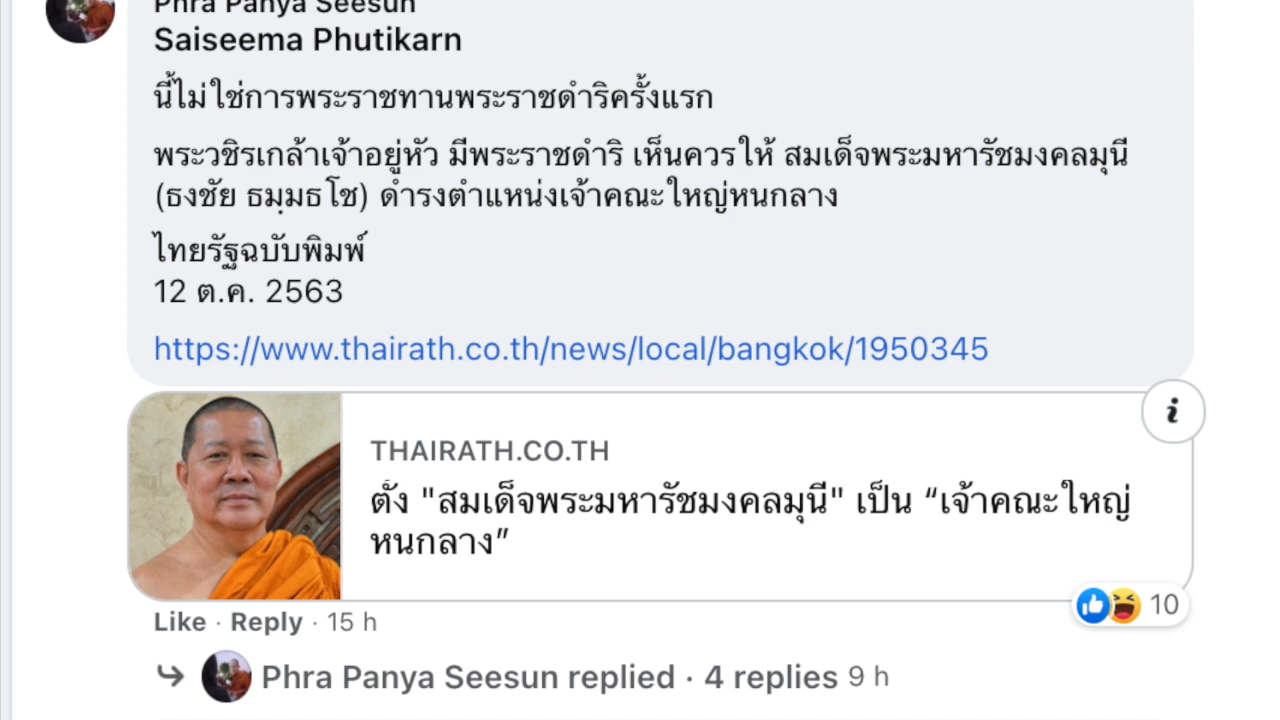 Phra Panya Seesun
Saiseema Phutikarn
นี้ไม่ใช่การพระราชทานพระราชดำริครั้งแรก
พระวชิรเกล้าเจ้าอยู่หัว มีพระราชดำริ เห็นควรให้ สมเด็จพระมหารัชมงคลมุนี
(ธงชัย ธมฺมธโช) ดำรงตำแหน่งเจ้าคณะใหญ่หนกลาง
ไทยรัฐฉบับพิมพ์
12 ต.ค. 2563
https://www.thairath.co.th/news/local/bangkok/1950345
THAIRATH.CO.TH
ตั้ง "สมเด็จพระมหารัชมงคลมุนี" เป็น “เจ้าคณะใหญ่
หนกลาง”
Like · Reply · 15 h
10
Phra Panya Seesun replied · 4 replies 9 h